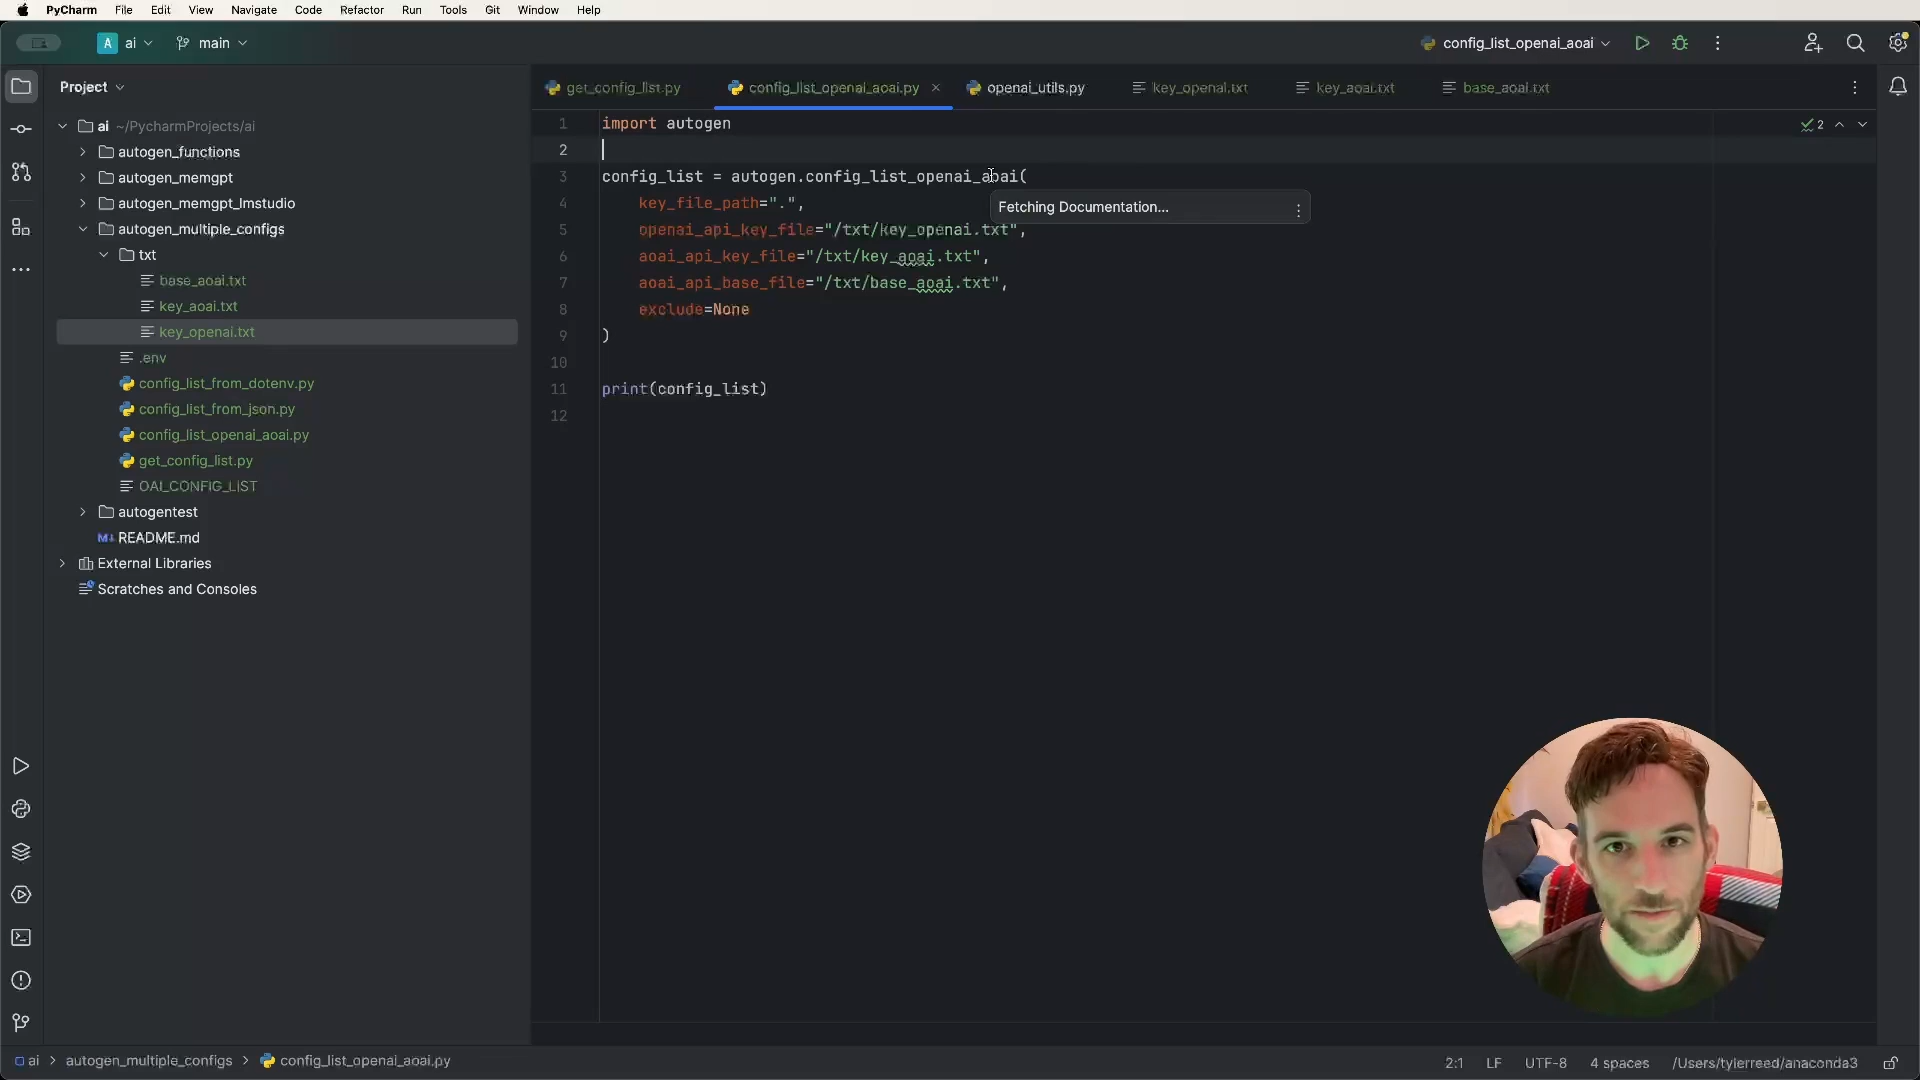 PyCharm File Edit View Navigate Code Refactor Run Tools Git Window Help
A ai main config_list_openai_aoai
Project
ai ~/PycharmProjects/ai
autogen_functions
autogen_memgpt
autogen_memgpt_lmstudio
autogen_multiple_configs
txt
base_aoai.txt
key_aoai.txt
key_openai.txt
.env
config_list_from_dotenv.py
config_list_from_json.py
config_list_openai_aoai.py
get_config_list.py
OAI_CONFIG_LIST
autogentest
M↓ README.md
External Libraries
Scratches and Consoles
get_config_list.py config_list_openai_aoai.py openai_utils.py key_openai.txt key_aoai.txt base_aoai.txt
1 import autogen
2
2
3 config_list = autogen.config_list_openai_aoai(
4 key_file_path=".",
Fetching Documentation...
5 openai_api_key_file="/txt/key_openai.txt",
6 aoai_api_key_file="/txt/key_aoai.txt",
7 aoai_api_base_file="/txt/base_aoai.txt",
8 exclude=None
9 )
10
11 print(config_list)
12
ai > autogen_multiple_configs > config_list_openai_aoai.py
2:1 LF UTF-8 4 spaces /Users/tylerreed/anaconda3